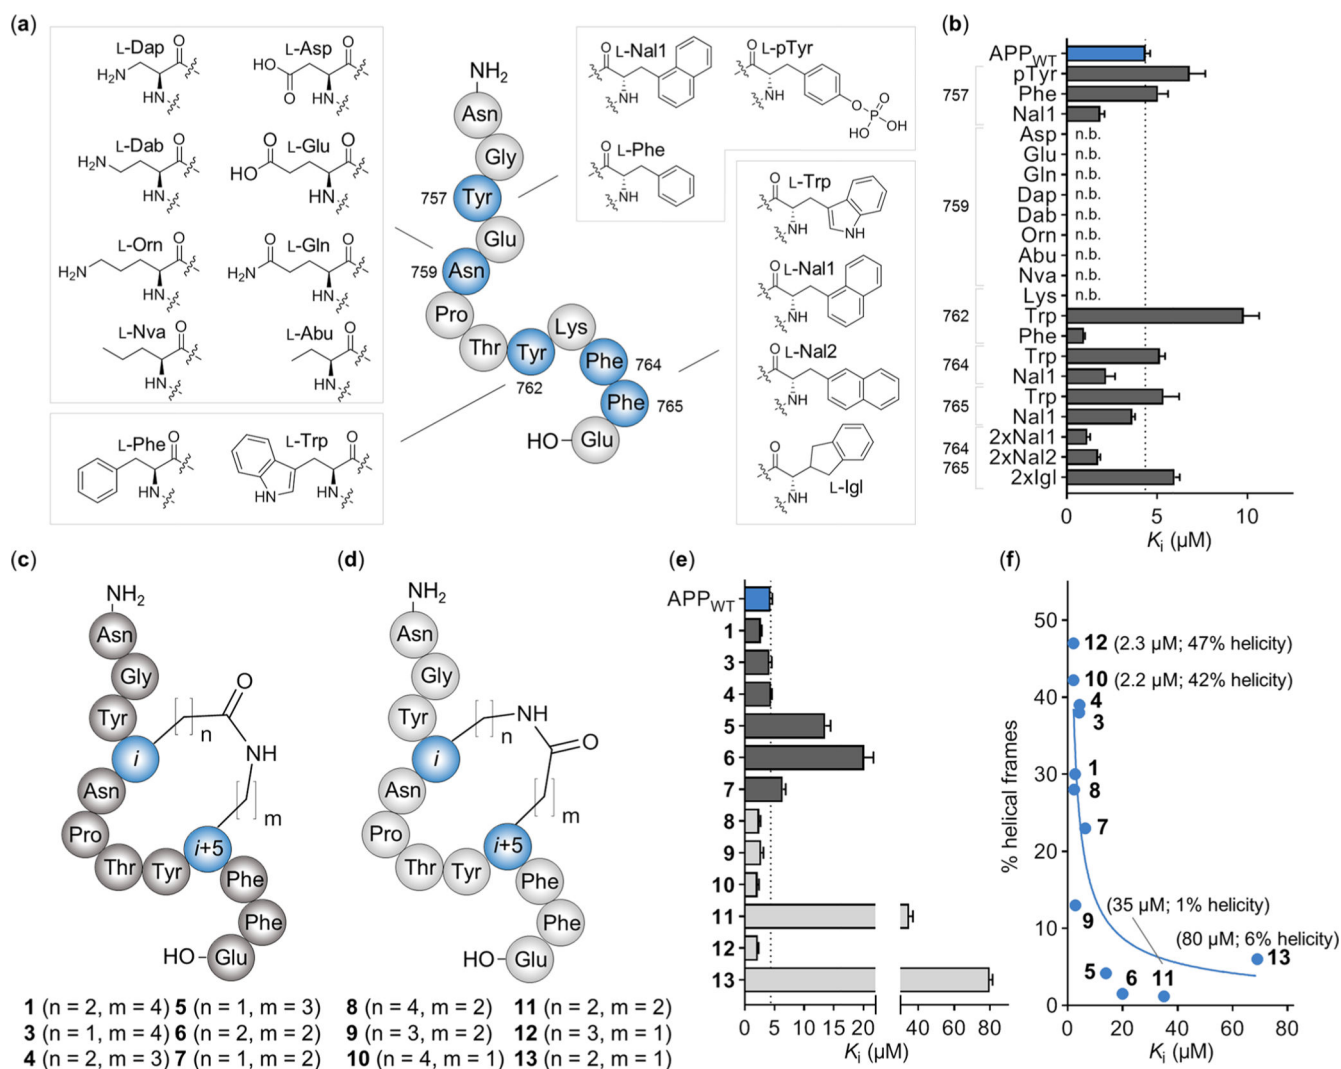 (a)
L-Dap
O
H₂N
HN
L-Asp
HO
O
O
HN
L-Dab
O
H₂N
HN
L-Glu
O
O
HO
HN
L-Orn
O
H₂N
HN
L-Gln
O
O
H₂N
HN
L-Nva
O
HN
L-Abu
O
HN
L-Phe
O
HN
L-Trp
O
HN
HN
NH₂
Asn
Gly
757
Tyr
Glu
759
Asn
Pro
Thr
Tyr
762
Lys
Phe
764
Phe
765
Glu
HO
L-Nal1
O
NH
L-pTyr
O
NH
O
O
P
HO
OH
L-Phe
O
NH
L-Trp
O
NH
NH
L-Nal1
O
NH
L-Nal2
O
NH
L-Igl
O
NH
(b)
APP_WT
757
pTyr
Phe
Nal1
759
Asp n.b.
Glu n.b.
Gln n.b.
Dap n.b.
Dab n.b.
Orn n.b.
Abu n.b.
Nva n.b.
Lys n.b.
762
Trp
Phe
764
Trp
Nal1
765
Trp
Nal1
764
765
2xNal1
2xNal2
2xIgl
0 5 10
Kᵢ (µM)
(c)
NH₂
Asn
Gly
Tyr
i
n
O
NH
m
Asn
Pro
Thr
Tyr
i+5
Phe
Phe
Glu
HO
1 (n = 2, m = 4) 5 (n = 1, m = 3)
3 (n = 1, m = 4) 6 (n = 2, m = 2)
4 (n = 2, m = 3) 7 (n = 1, m = 2)
(d)
NH₂
Asn
Gly
Tyr
i
n
NH
O
m
Asn
Pro
Thr
Tyr
i+5
Phe
Phe
Glu
HO
8 (n = 4, m = 2) 11 (n = 2, m = 2)
9 (n = 3, m = 2) 12 (n = 3, m = 1)
10 (n = 4, m = 1) 13 (n = 2, m = 1)
(e)
APP_WT
1
3
4
5
6
7
8
9
10
11
12
13
0 5 10 15 20 40 60 80
Kᵢ (µM)
(f)
% helical frames
50
40
30
20
10
0
12 (2.3 µM; 47% helicity)
10 (2.2 µM; 42% helicity)
4
3
1
8
7
9
(35 µM; 1% helicity)
(80 µM; 6% helicity)
5
6
11
13
0 20 40 60 80
Kᵢ (µM)